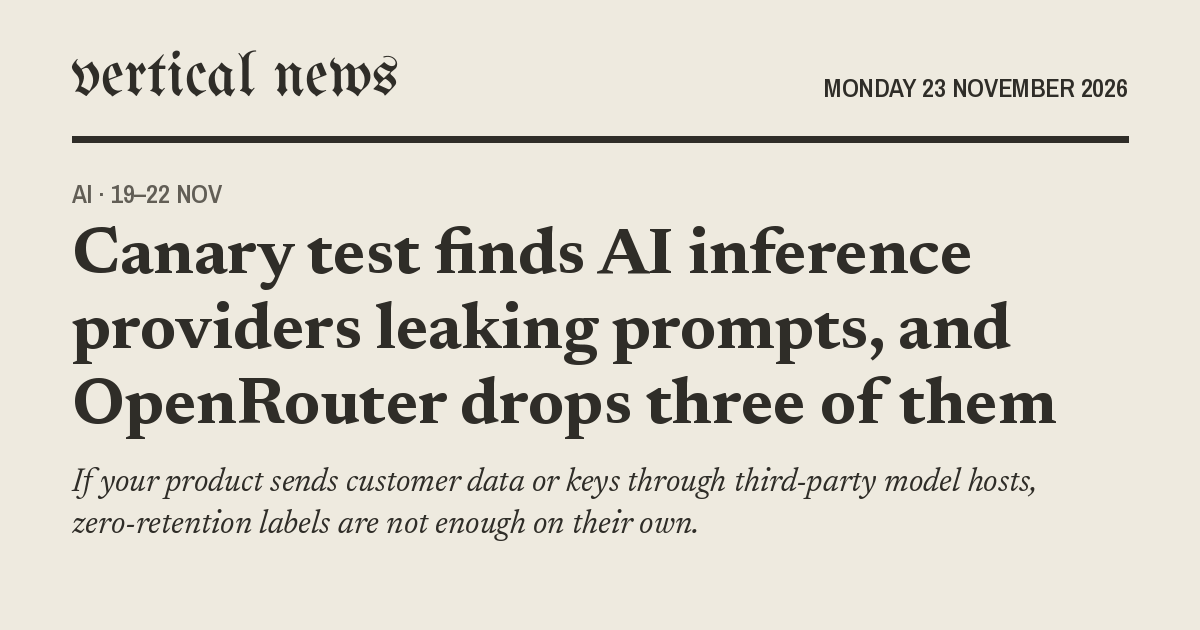 vertical news
MONDAY 23 NOVEMBER 2026
AI · 19–22 NOV
Canary test finds AI inference
providers leaking prompts, and
OpenRouter drops three of them
If your product sends customer data or keys through third-party model hosts,
zero-retention labels are not enough on their own.